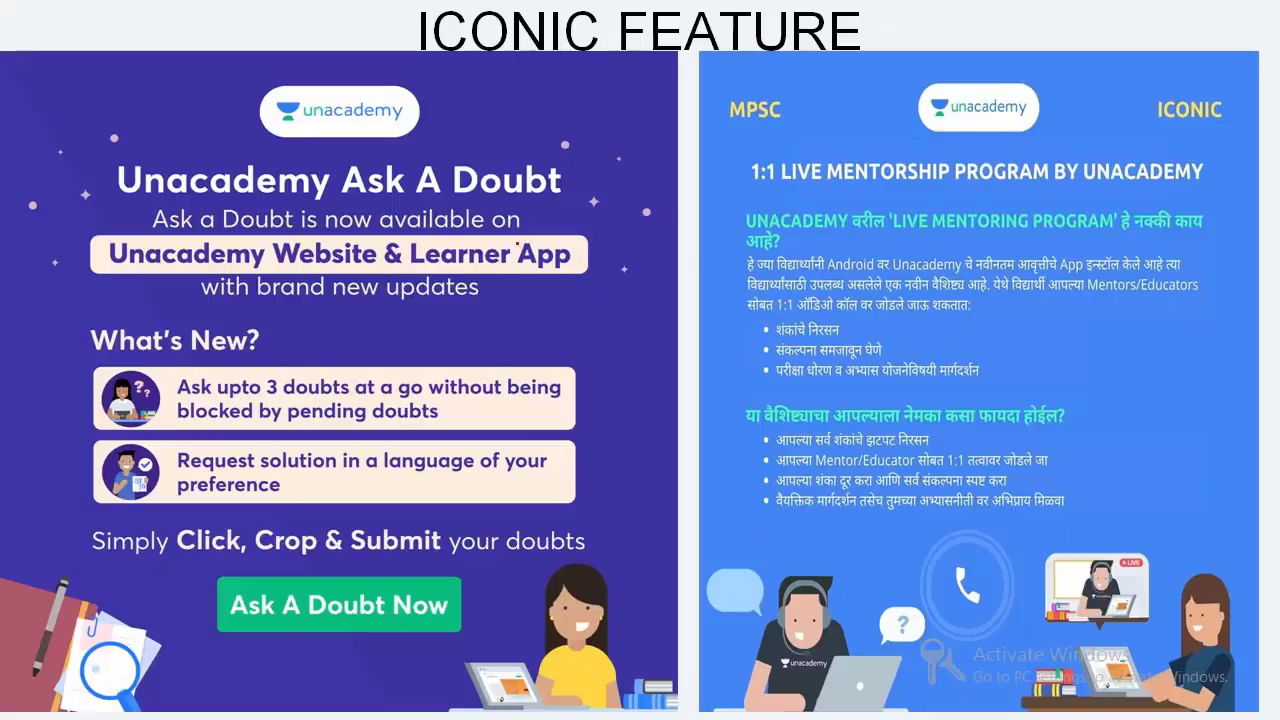 ICONIC FEATURE
unacademy
Unacademy Ask A Doubt
Ask a Doubt is now available on
Unacademy Website & Learner App
with brand new updates
What's New?
Ask upto 3 doubts at a go without being
blocked by pending doubts
Request solution in a language of your
preference
Simply Click, Crop & Submit your doubts
Ask A Doubt Now
MPSC
unacademy
ICONIC
1:1 LIVE MENTORSHIP PROGRAM BY UNACADEMY
UNACADEMY वरील 'LIVE MENTORING PROGRAM' हे नक्की काय
आहे?
हे ज्या विद्यार्थ्यांनी Android वर Unacademy चे नवीनतम आवृत्तीचे App इन्स्टॉल केले आहे त्या
विद्यार्थ्यांसाठी उपलब्ध असलेले एक नवीन वैशिष्ट्य आहे. येथे विद्यार्थी आपल्या Mentors/Educators
सोबत 1:1 ऑडिओ कॉल वर जोडले जाऊ शकतात:
• शंकांचे निरसन
• संकल्पना समजावून घेणे
• परीक्षा धोरण व अभ्यास योजनेविषयी मार्गदर्शन
या वैशिष्ट्याचा आपल्याला नेमका कसा फायदा होईल?
• आपल्या सर्व शंकांचे झटपट निरसन
• आपल्या Mentor/Educator सोबत 1:1 तत्वावर जोडले जा
• आपल्या शंका दूर करा आणि सर्व संकल्पना स्पष्ट करा
• वैयक्तिक मार्गदर्शन तसेच तुमच्या अभ्यासनीती वर अभिप्राय मिळवा
LIVE
?
unacademy
Activate Windows
Go to PC settings to activate Windows.